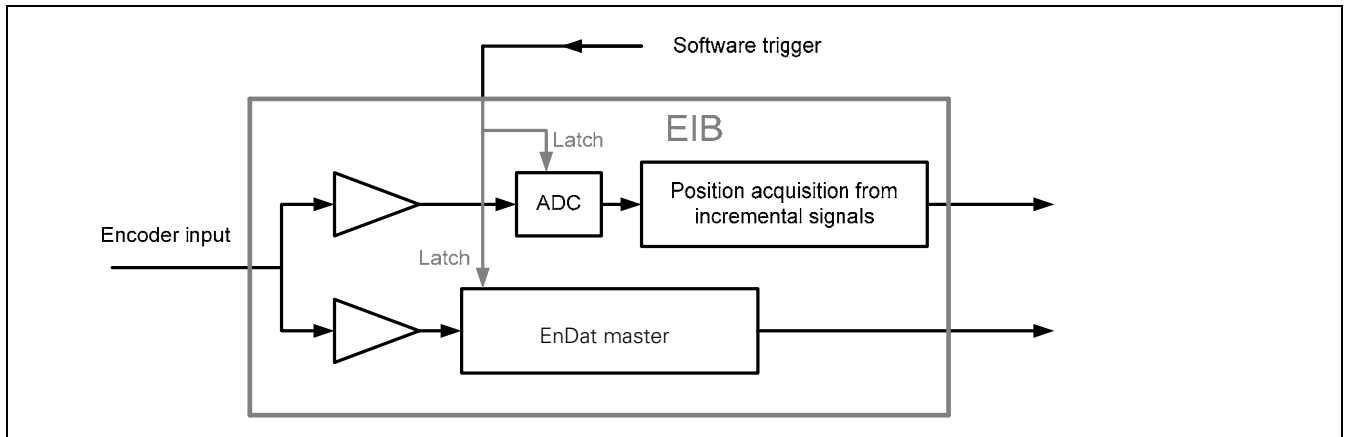 Software trigger
EIB
Latch
ADC
Position acquisition from
incremental signals
Encoder input
Latch
EnDat master